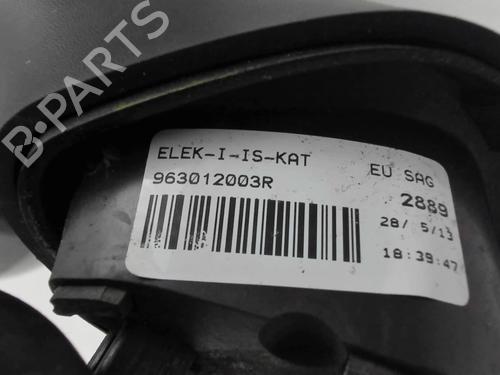 B-PARTS
ELEK-I-IS-KAT
963012003R
EU SAG
2889
28/ 5/13
18:39:47